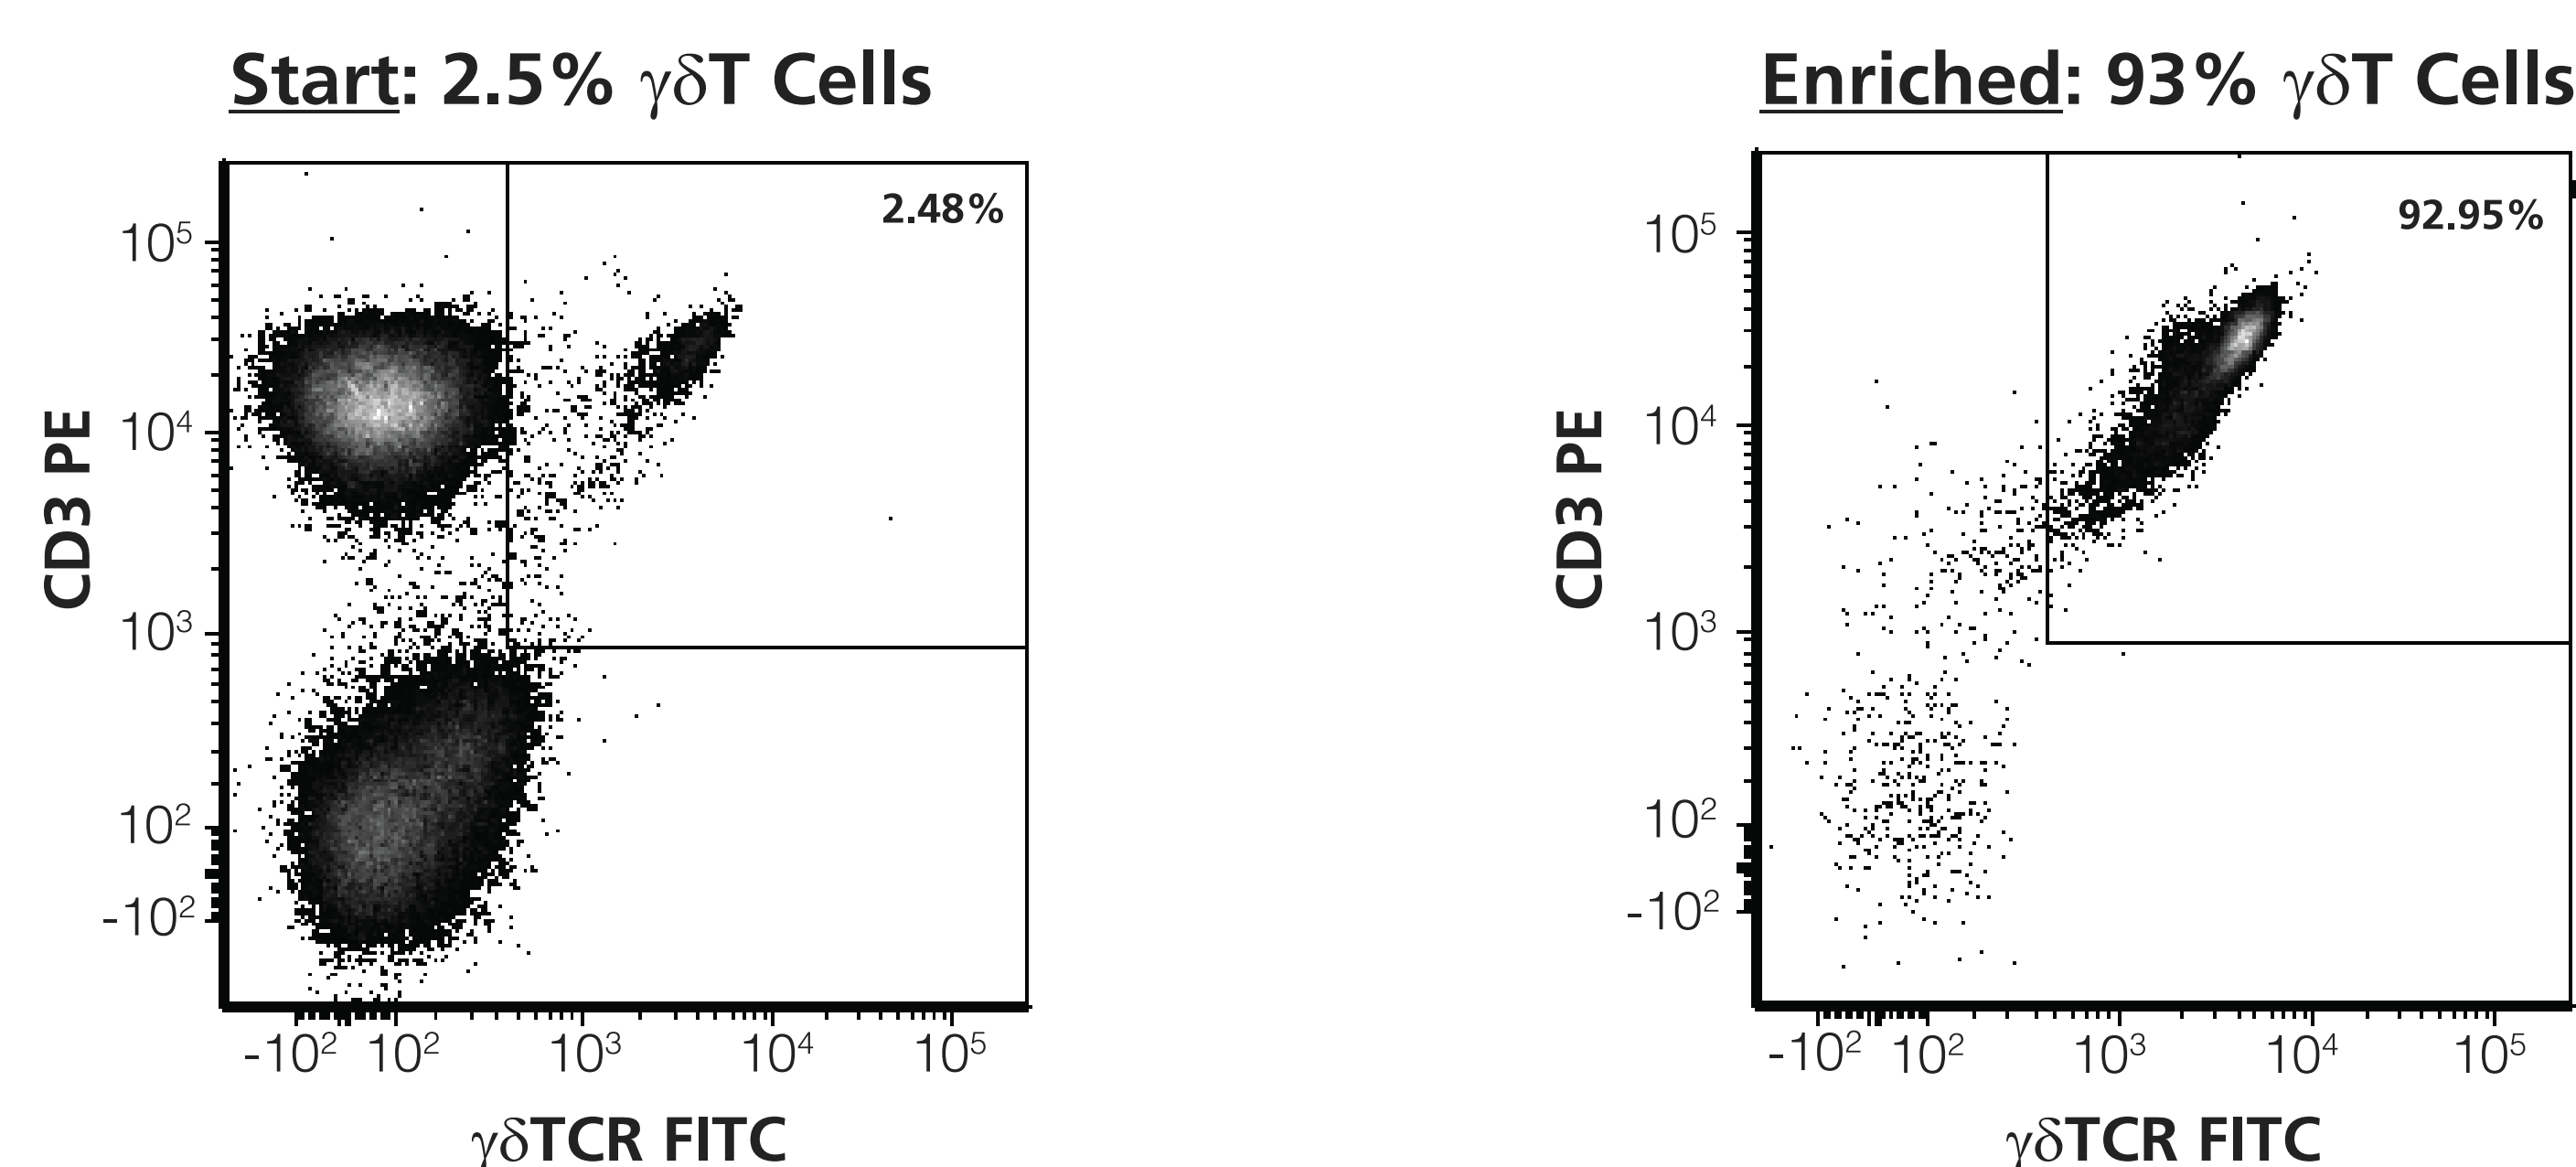 Start: 2.5% γδT Cells
2.48%
10⁵
10⁴
10³
10²
-10²
CD3 PE
-10² 10² 10³ 10⁴ 10⁵
γδTCR FITC
Enriched: 93% γδT Cells
92.95%
10⁵
10⁴
10³
10²
-10²
CD3 PE
-10² 10² 10³ 10⁴ 10⁵
γδTCR FITC